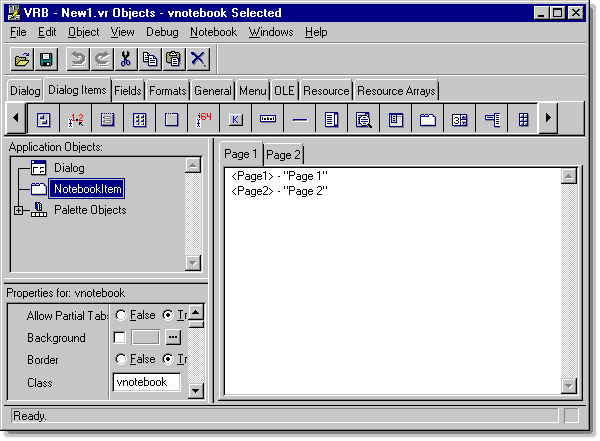 VRB - New1.vr Objects - vnotebook Selected
File Edit Object View Debug Notebook Windows Help
Dialog Dialog Items Fields Formats General Menu OLE Resource Resource Arrays
Application Objects:
Dialog
NotebookItem
Palette Objects
Page 1 Page 2
<Page1> - "Page 1"
<Page2> - "Page 2"
Properties for: vnotebook
Allow Partial Tab: False Tr
Background
Border False Tr
Class vnotebook
Ready.